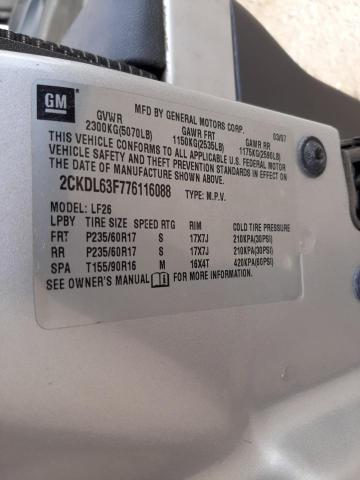 GM
MFD BY GENERAL MOTORS CORP. 03/07
GVWR GAWR FRT GAWR RR
2300KG(5070LB) 1150KG(2535LB) 1175KG(2590LB)
THIS VEHICLE CONFORMS TO ALL APPLICABLE U.S. FEDERAL MOTOR
VEHICLE SAFETY AND THEFT PREVENTION STANDARDS IN EFFECT ON
THE DATE OF MANUFACTURE SHOWN ABOVE.
2CKDL63F776116088 TYPE: M.P.V.
MODEL: LF26
LPBY TIRE SIZE SPEED RTG RIM COLD TIRE PRESSURE
FRT P235/60R17 S 17X7J 210KPA(30PSI)
RR P235/60R17 S 17X7J 210KPA(30PSI)
SPA T155/90R16 M 16X4T 420KPA(60PSI)
SEE OWNER'S MANUAL FOR MORE INFORMATION.